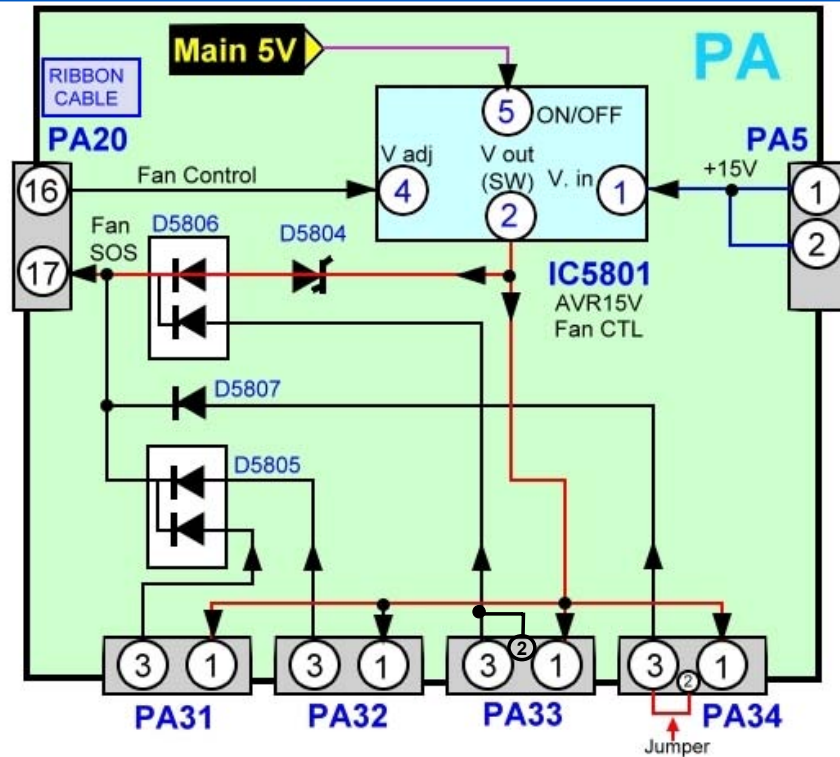 Main 5V
PA
RIBBON
CABLE
PA20
5
ON/OFF
PA5
V adj
V out
(SW)
V. in
+15V
16
Fan Control
4
2
1
1
Fan
SOS
D5806
D5804
2
17
IC5801
AVR15V
Fan CTL
D5807
D5805
3
1
3
1
3
2
1
3
2
1
PA31
PA32
PA33
PA34
Jumper